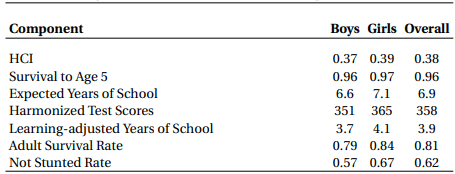 Component Boys Girls Overall
HCI 0.37 0.39 0.38
Survival to Age 5 0.96 0.97 0.96
Expected Years of School 6.6 7.1 6.9
Harmonized Test Scores 351 365 358
Learning-adjusted Years of School 3.7 4.1 3.9
Adult Survival Rate 0.79 0.84 0.81
Not Stunted Rate 0.57 0.67 0.62